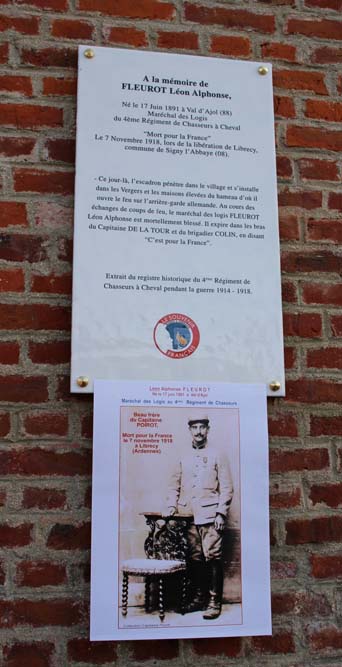 A la mémoire de
FLEUROT Léon Alphonse,
Né le 17 Juin 1891 à Val d'Ajol (88)
Maréchal des Logis
du 4ème Régiment de Chasseurs à Cheval
"Mort pour la France"
Le 7 Novembre 1918, lors de la libération de Librecy,
commune de Signy l'Abbaye (08).
- Ce jour-là, l'escadron pénètre dans le village et s'installe
dans les Vergers et les maisons élevées du hameau d'où il
ouvre le feu sur l'arrière-garde allemande. Au cours des
échanges de coups de feu, le maréchal des logis FLEUROT
Léon Alphonse est mortellement blessé. Il expire dans les bras
du Capitaine DE LA TOUR et du brigadier COLIN, en disant
"C'est pour la France".
Extrait du registre historique du 4ème Régiment de
Chasseurs à Cheval pendant la guerre 1914 - 1918.
LE SOUVENIR
FRANÇAIS
Léon Alphonse FLEUROT
Né le 17 juin 1891 à Val d'Ajol
Maréchal des Logis au 4ème Régiment de Chasseurs
Beau frère
du Capitaine
POIROT.
Mort pour la France
le 7 novembre 1918
à Librecy
(Ardennes)